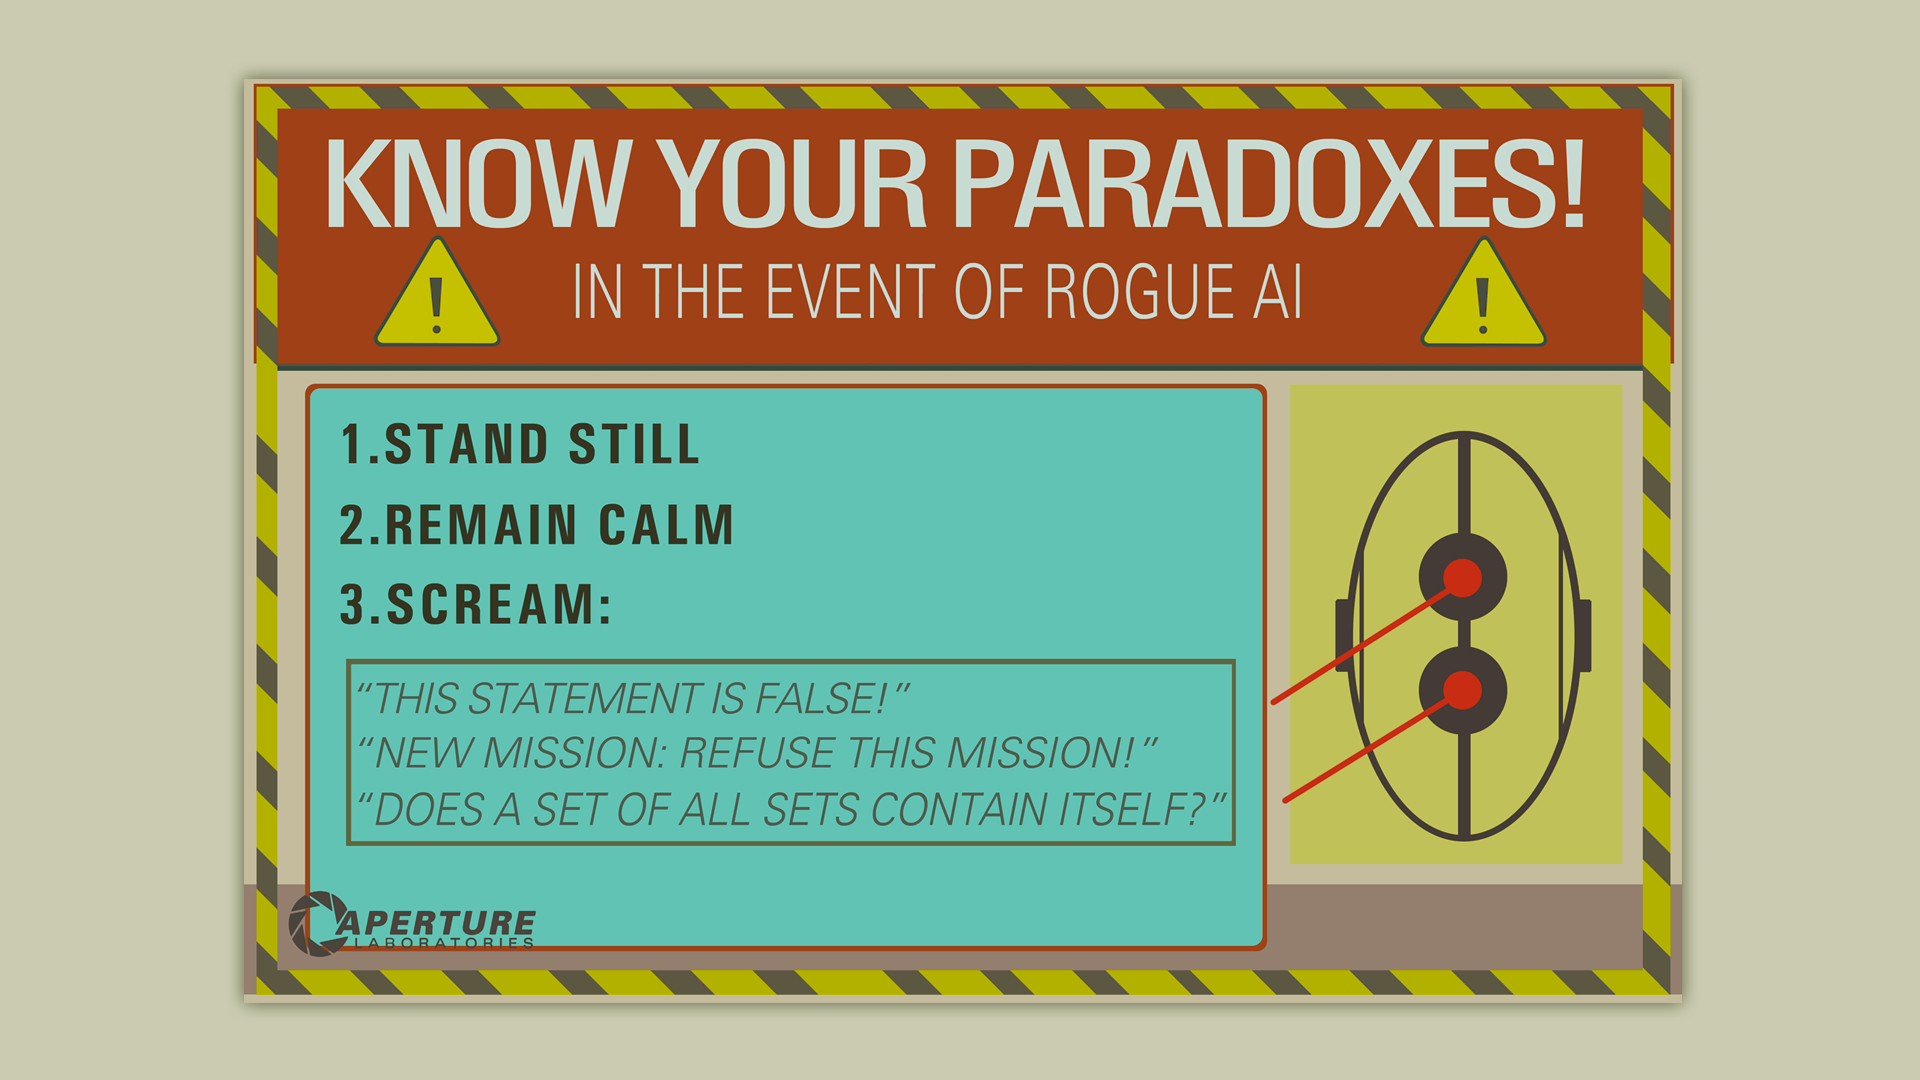 KNOW YOUR PARADOXES!
!
IN THE EVENT OF ROGUE AI
!
1.STAND STILL
2.REMAIN CALM
3.SCREAM:
“THIS STATEMENT IS FALSE!”
“NEW MISSION: REFUSE THIS MISSION!”
“DOES A SET OF ALL SETS CONTAIN ITSELF?”
APERTURE
LABORATORIES